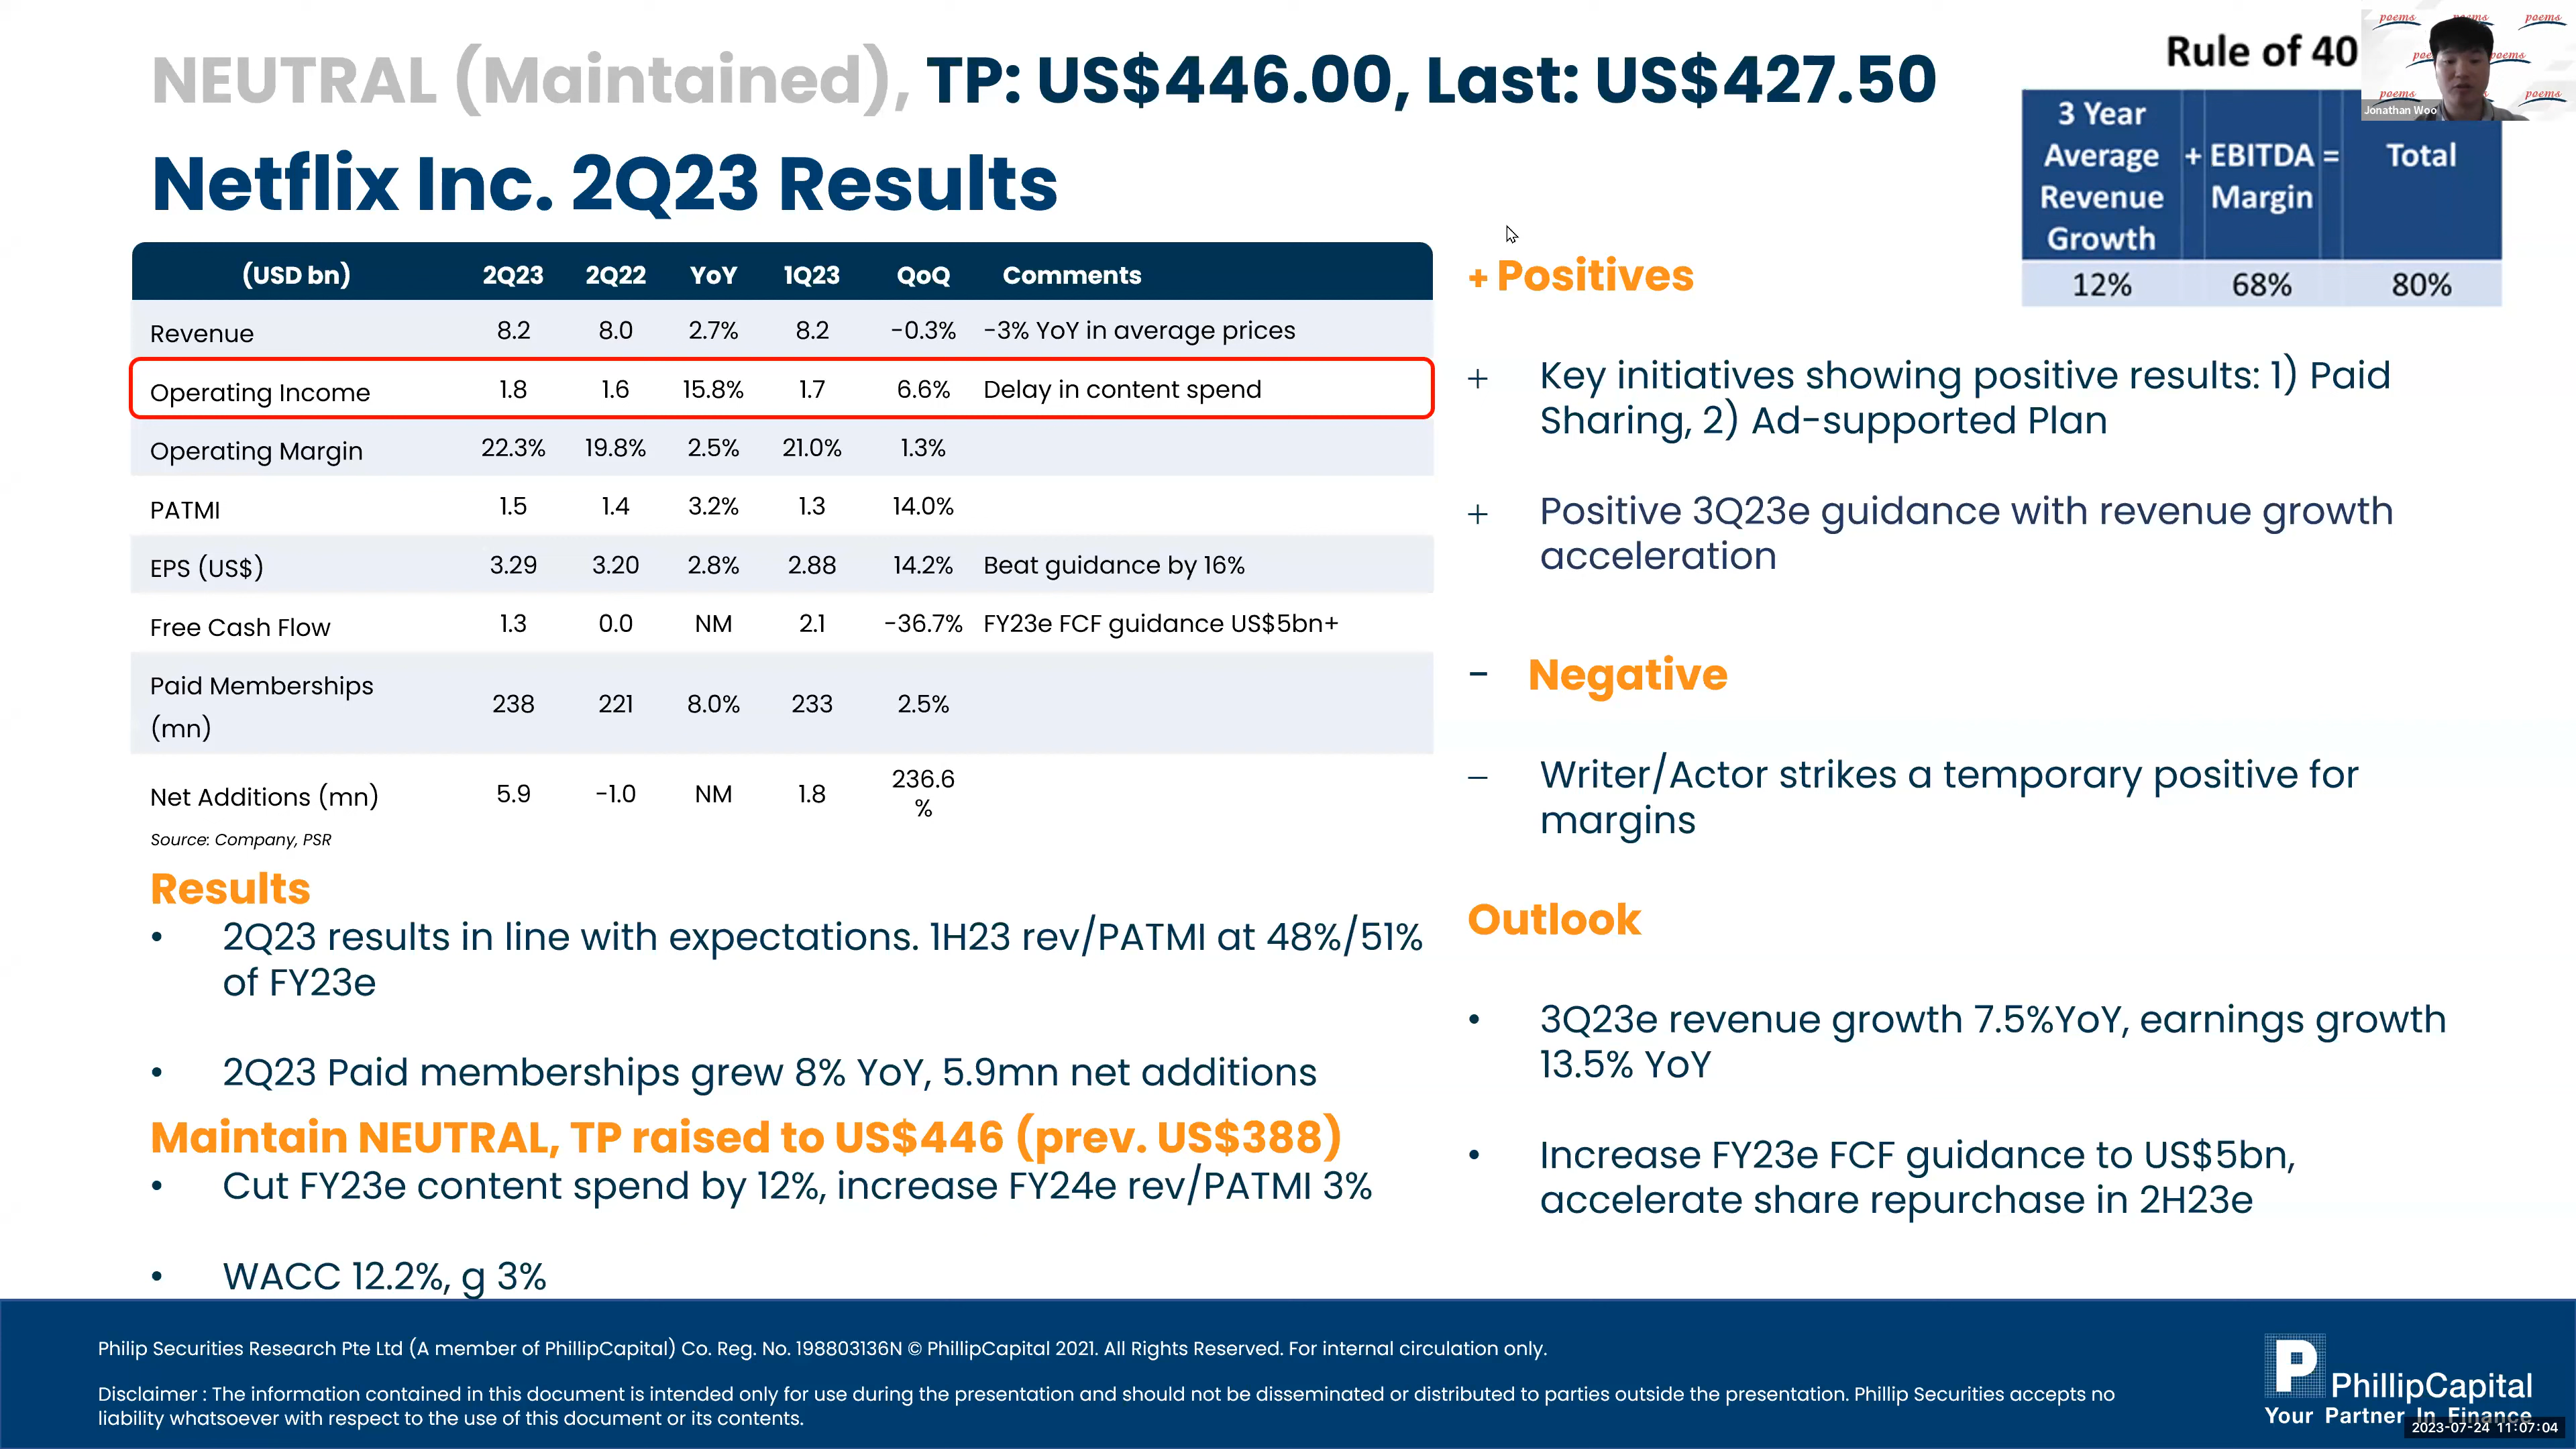 NEUTRAL (Maintained), TP: US$446.00, Last: US$427.50
Netflix Inc. 2Q23 Results
Rule of 40
poems
poems
poems
poems
poems
Jonathan Woo
3 Year Average Revenue Growth + EBITDA Margin = Total
12% 68% 80%
(USD bn) 2Q23 2Q22 YoY 1Q23 QoQ Comments
Revenue 8.2 8.0 2.7% 8.2 -0.3% -3% YoY in average prices
Operating Income 1.8 1.6 15.8% 1.7 6.6% Delay in content spend
Operating Margin 22.3% 19.8% 2.5% 21.0% 1.3%
PATMI 1.5 1.4 3.2% 1.3 14.0%
EPS (US$) 3.29 3.20 2.8% 2.88 14.2% Beat guidance by 16%
Free Cash Flow 1.3 0.0 NM 2.1 -36.7% FY23e FCF guidance US$5bn+
Paid Memberships (mn) 238 221 8.0% 233 2.5%
Net Additions (mn) 5.9 -1.0 NM 1.8 236.6%
Source: Company, PSR
Results
• 2Q23 results in line with expectations. 1H23 rev/PATMI at 48%/51%
of FY23e
• 2Q23 Paid memberships grew 8% YoY, 5.9mn net additions
Maintain NEUTRAL, TP raised to US$446 (prev. US$388)
• Cut FY23e content spend by 12%, increase FY24e rev/PATMI 3%
• WACC 12.2%, g 3%
+ Positives
+ Key initiatives showing positive results: 1) Paid
Sharing, 2) Ad-supported Plan
+ Positive 3Q23e guidance with revenue growth
acceleration
- Negative
– Writer/Actor strikes a temporary positive for
margins
Outlook
• 3Q23e revenue growth 7.5%YoY, earnings growth
13.5% YoY
• Increase FY23e FCF guidance to US$5bn,
accelerate share repurchase in 2H23e
Philip Securities Research Pte Ltd (A member of PhillipCapital) Co. Reg. No. 198803136N © PhillipCapital 2021. All Rights Reserved. For internal circulation only.
Disclaimer : The information contained in this document is intended only for use during the presentation and should not be disseminated or distributed to parties outside the presentation. Phillip Securities accepts no
liability whatsoever with respect to the use of this document or its contents.
P
PhillipCapital
Your Partner In Finance
2023-07-24 11:07:04